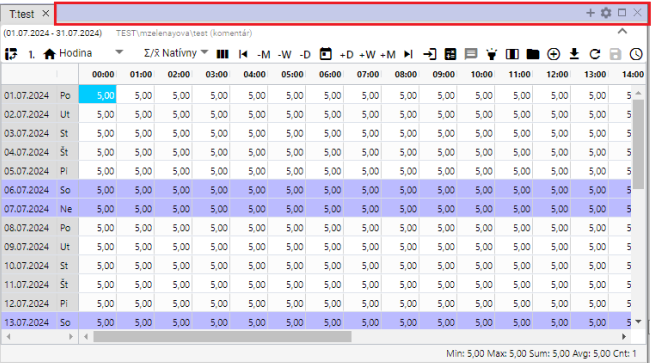 T:test ×
(01.07.2024 - 31.07.2024) TEST\mzelenayova\test (komentár)
1. Hodina Σ/x̄ Natívny -M -W -D +D +W +M
00:00 01:00 02:00 03:00 04:00 05:00 06:00 07:00 08:00 09:00 10:00 11:00 12:00 13:00 14:00
01.07.2024 Po 5,00 5,00 5,00 5,00 5,00 5,00 5,00 5,00 5,00 5,00 5,00 5,00 5,00 5,00 5
02.07.2024 Ut 5,00 5,00 5,00 5,00 5,00 5,00 5,00 5,00 5,00 5,00 5,00 5,00 5,00 5,00 5
03.07.2024 St 5,00 5,00 5,00 5,00 5,00 5,00 5,00 5,00 5,00 5,00 5,00 5,00 5,00 5,00 5
04.07.2024 Št 5,00 5,00 5,00 5,00 5,00 5,00 5,00 5,00 5,00 5,00 5,00 5,00 5,00 5,00 5
05.07.2024 Pi 5,00 5,00 5,00 5,00 5,00 5,00 5,00 5,00 5,00 5,00 5,00 5,00 5,00 5,00 5
06.07.2024 So 5,00 5,00 5,00 5,00 5,00 5,00 5,00 5,00 5,00 5,00 5,00 5,00 5,00 5,00 5
07.07.2024 Ne 5,00 5,00 5,00 5,00 5,00 5,00 5,00 5,00 5,00 5,00 5,00 5,00 5,00 5,00 5
08.07.2024 Po 5,00 5,00 5,00 5,00 5,00 5,00 5,00 5,00 5,00 5,00 5,00 5,00 5,00 5,00 5
09.07.2024 Ut 5,00 5,00 5,00 5,00 5,00 5,00 5,00 5,00 5,00 5,00 5,00 5,00 5,00 5,00 5
10.07.2024 St 5,00 5,00 5,00 5,00 5,00 5,00 5,00 5,00 5,00 5,00 5,00 5,00 5,00 5,00 5
11.07.2024 Št 5,00 5,00 5,00 5,00 5,00 5,00 5,00 5,00 5,00 5,00 5,00 5,00 5,00 5,00 5
12.07.2024 Pi 5,00 5,00 5,00 5,00 5,00 5,00 5,00 5,00 5,00 5,00 5,00 5,00 5,00 5,00 5
13.07.2024 So 5,00 5,00 5,00 5,00 5,00 5,00 5,00 5,00 5,00 5,00 5,00 5,00 5,00 5,00 5
Min: 5,00 Max: 5,00 Sum: 5,00 Avg: 5,00 Cnt: 1